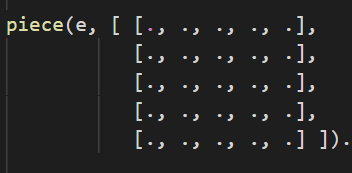 piece(e, [ [., ., ., ., .],
[., ., ., ., .],
[., ., ., ., .],
[., ., ., ., .],
[., ., ., ., .] ]).